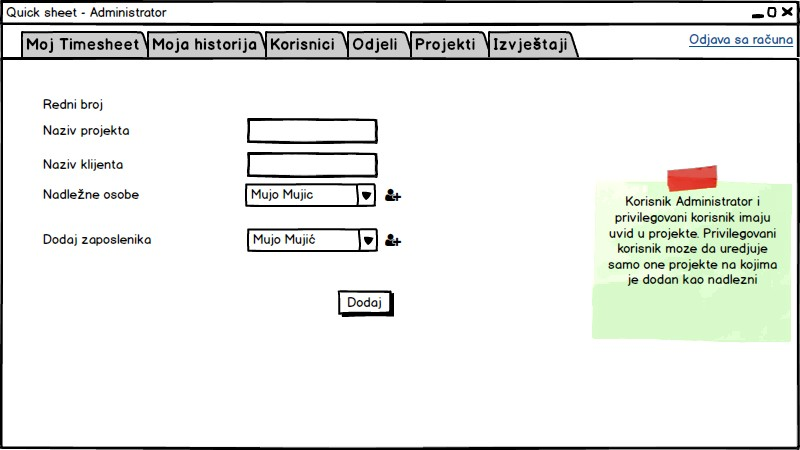 Quick sheet - Administrator
Moj Timesheet Moja historija Korisnici Odjeli Projekti Izvještaji
Odjava sa računa
Redni broj
Naziv projekta
Naziv klijenta
Nadležne osobe Mujo Mujic
Dodaj zaposlenika Mujo Mujić
Dodaj
Korisnik Administrator i
privilegovani korisnik imaju
uvid u projekte. Privilegovani
korisnik moze da uredjuje
samo one projekte na kojima
je dodan kao nadlezni